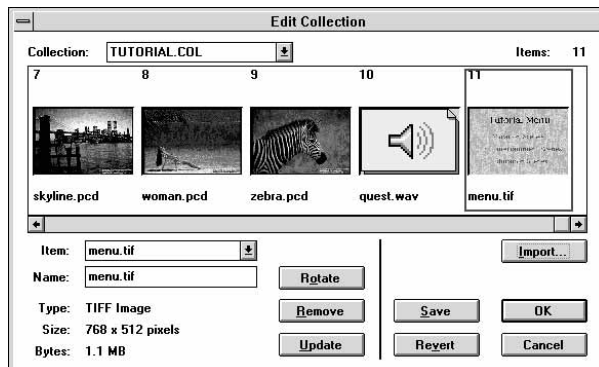 Edit Collection
Collection: TUTORIAL.COL Items: 11
7 8 9 10 11
Tutorial Menu
skyline.pcd woman.pcd zebra.pcd quest.wav menu.tif
Item: menu.tif Import...
Name: menu.tif Rotate
Type: TIFF Image Remove Save OK
Size: 768 x 512 pixels
Bytes: 1.1 MB Update Revert Cancel